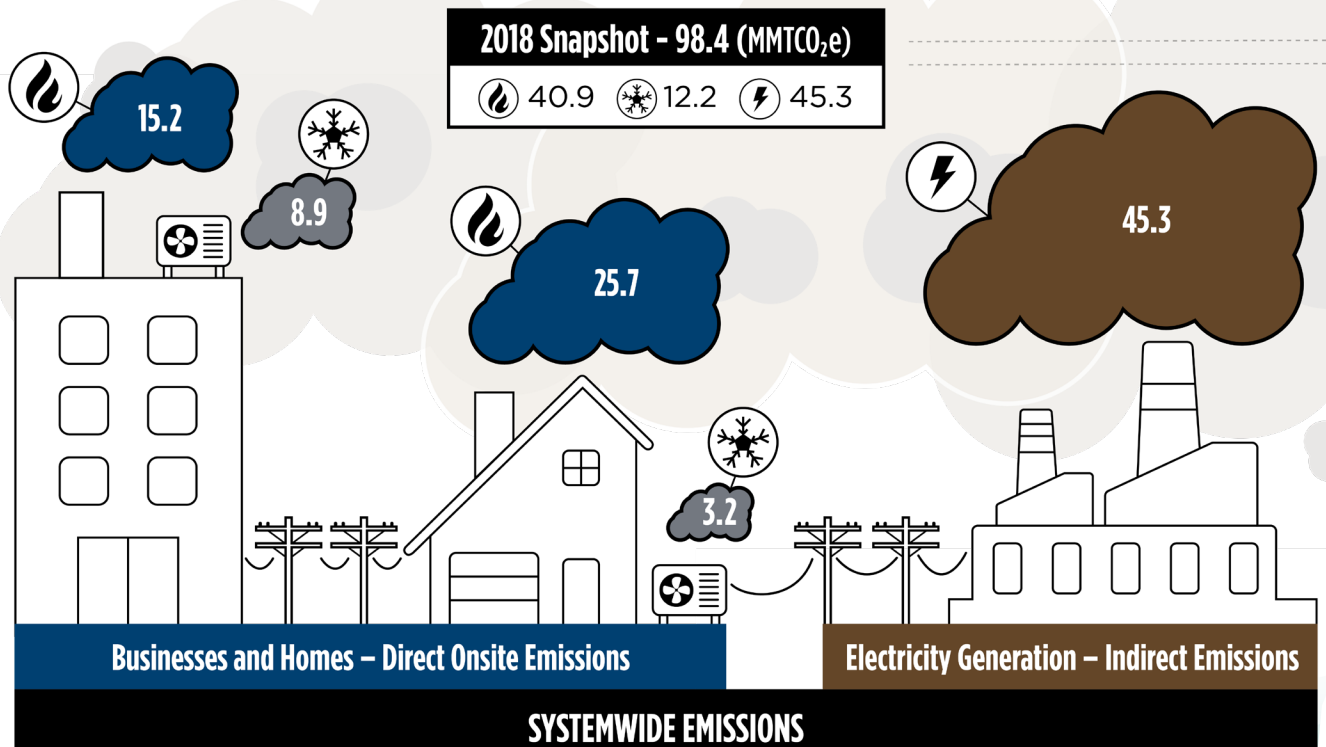 2018 Snapshot – 98.4 (MMTCO₂e)
40.9 12.2 45.3
15.2
8.9
25.7
45.3
3.2
Businesses and Homes – Direct Onsite Emissions
Electricity Generation – Indirect Emissions
SYSTEMWIDE EMISSIONS